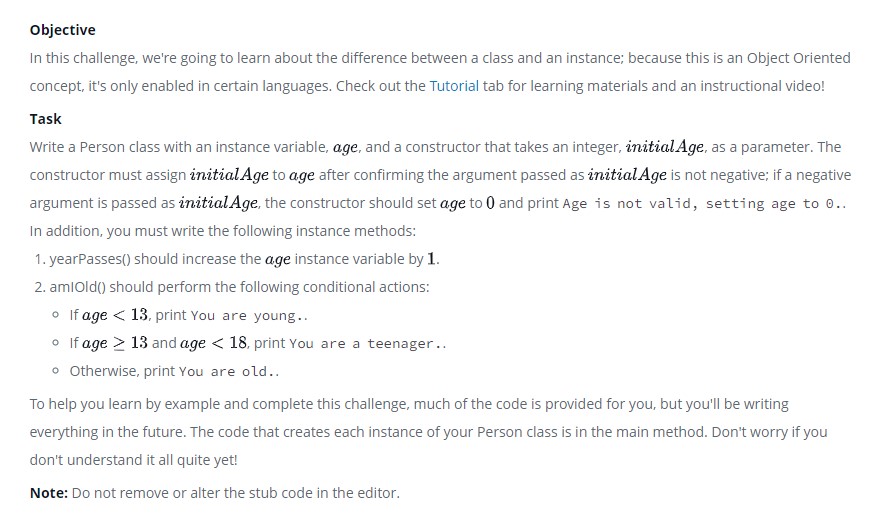 Objective
In this challenge, we're going to learn about the difference between a class and an instance; because this is an Object Oriented
concept, it's only enabled in certain languages. Check out the Tutorial tab for learning materials and an instructional video!
Task
Write a Person class with an instance variable, age, and a constructor that takes an integer, initialAge, as a parameter. The
constructor must assign initialAge to age after confirming the argument passed as initialAge is not negative; if a negative
argument is passed as initialAge, the constructor should set age to 0 and print Age is not valid, setting age to 0..
In addition, you must write the following instance methods:
1. yearPasses() should increase the age instance variable by 1.
2. amIOld() should perform the following conditional actions:
○ If age < 13, print You are young..
○ If age ≥ 13 and age < 18, print You are a teenager..
○ Otherwise, print You are old..
To help you learn by example and complete this challenge, much of the code is provided for you, but you'll be writing
everything in the future. The code that creates each instance of your Person class is in the main method. Don't worry if you
don't understand it all quite yet!
Note: Do not remove or alter the stub code in the editor.